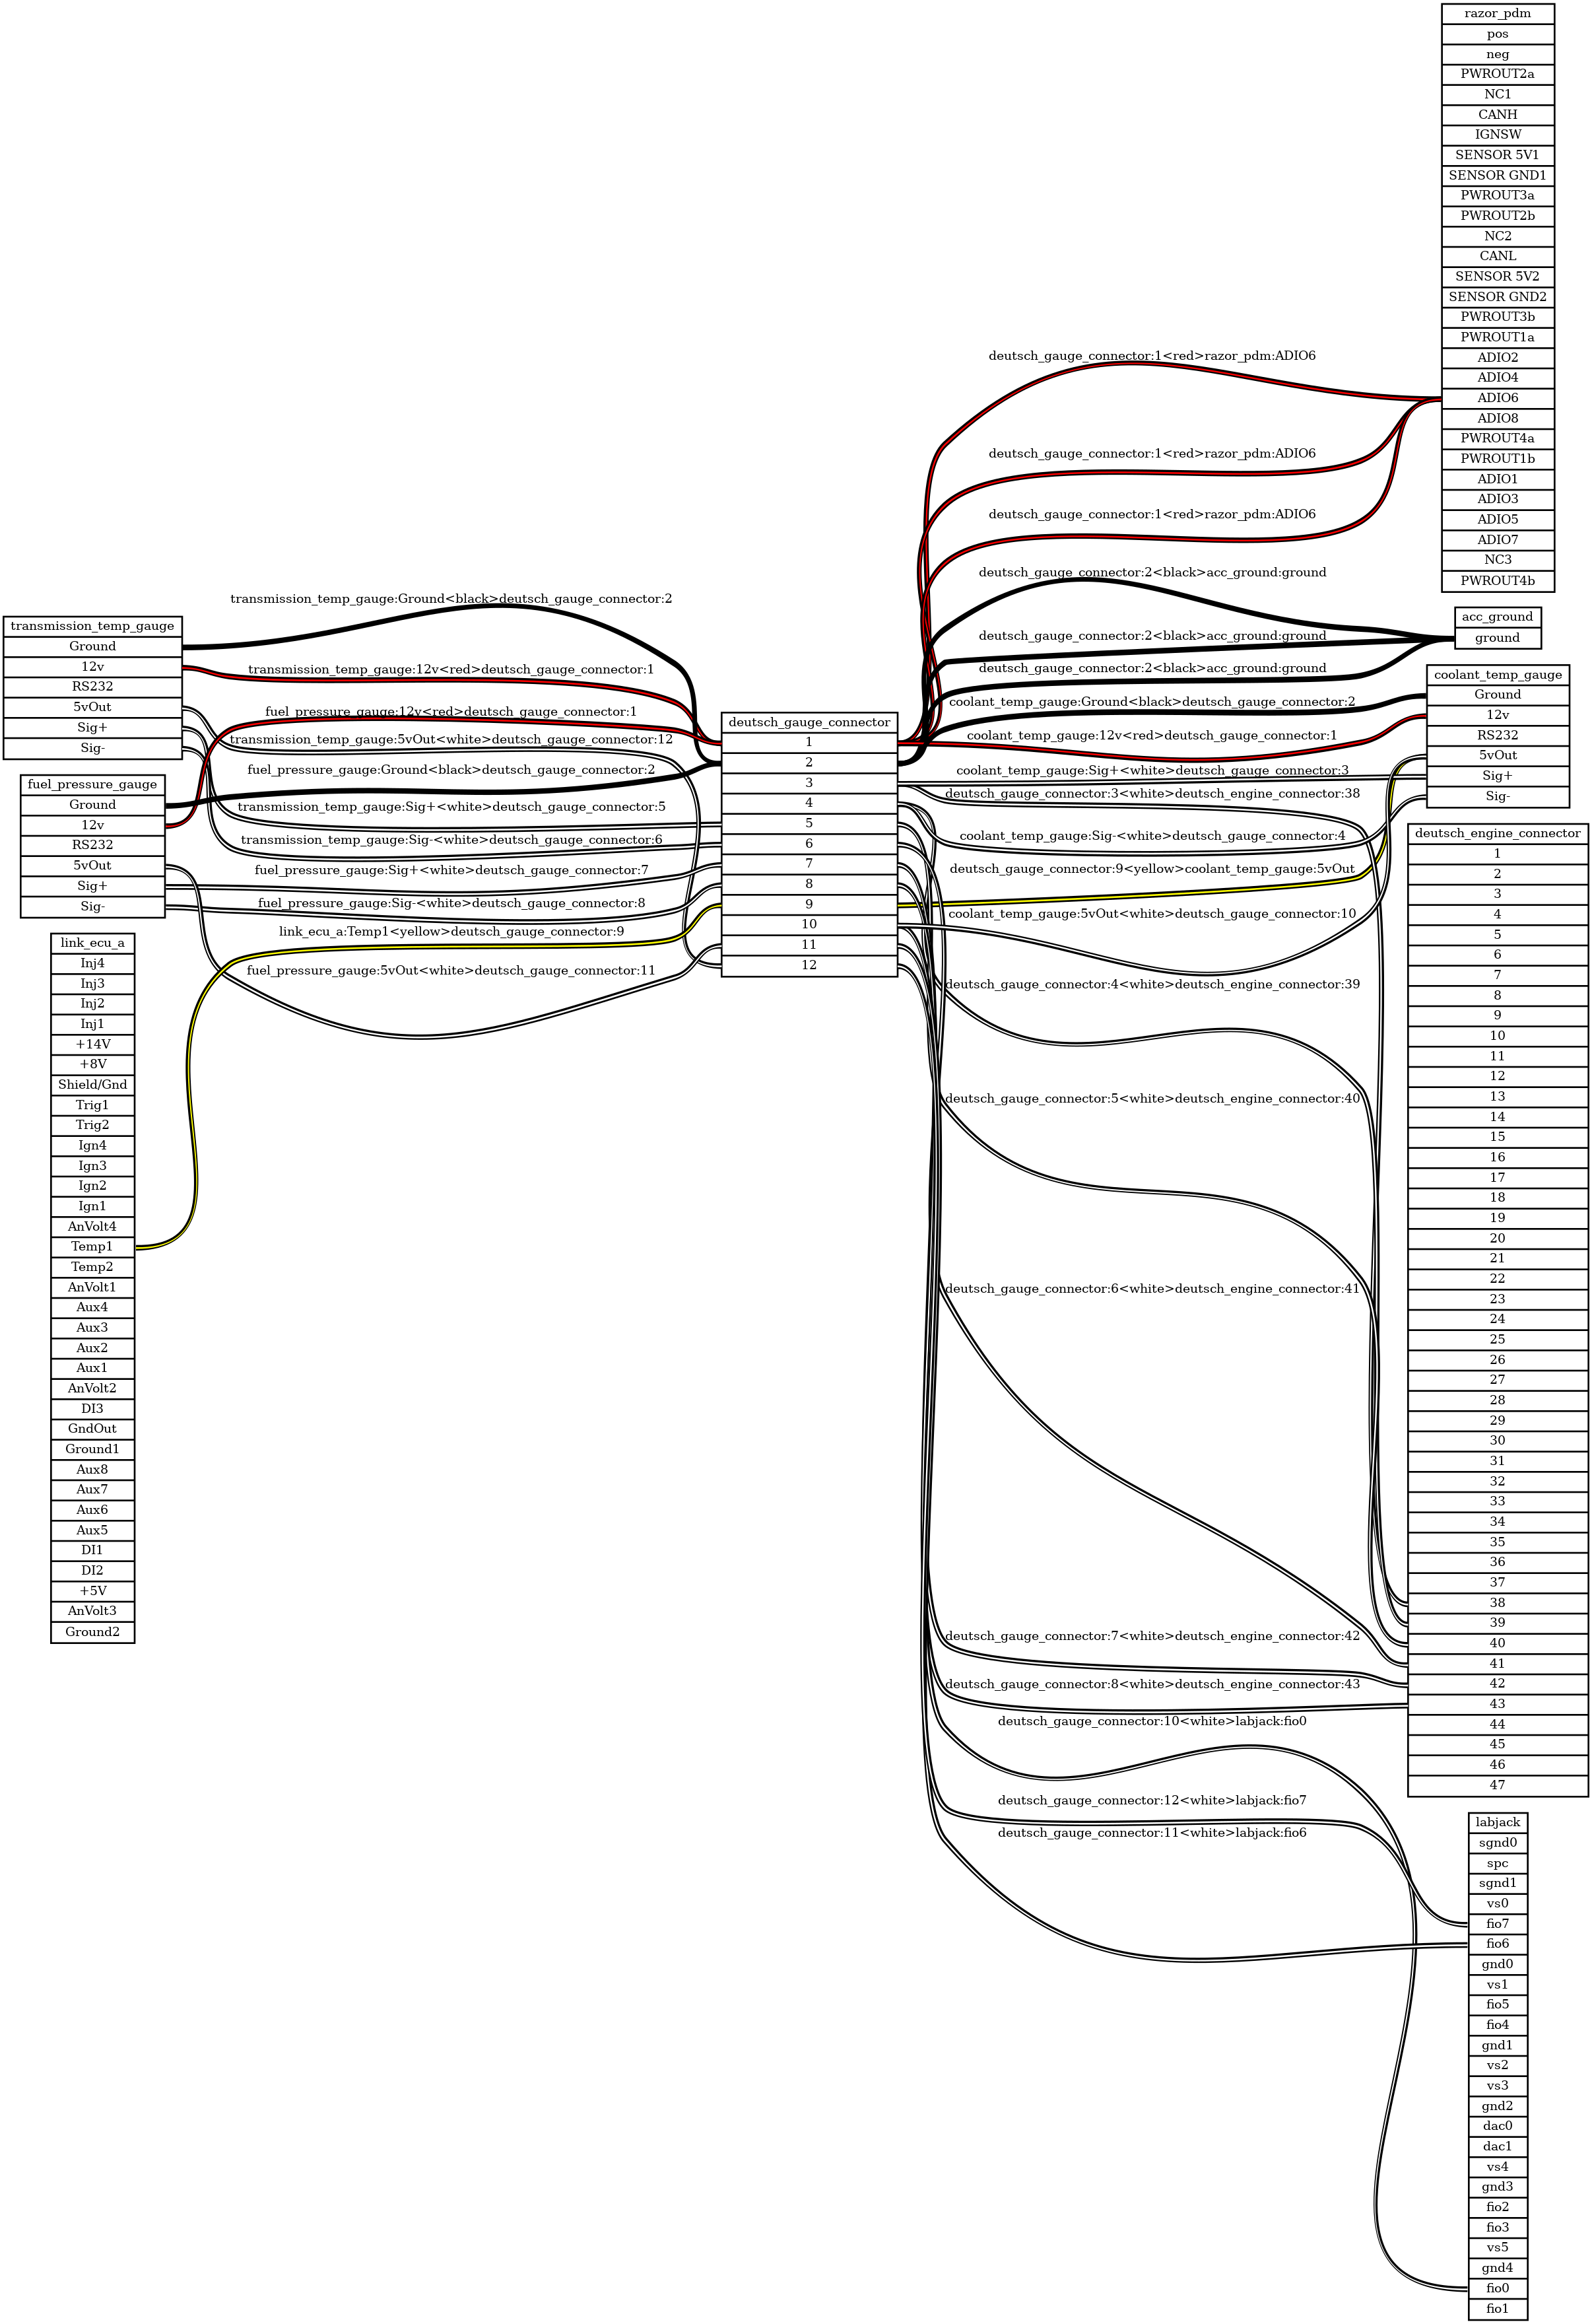 transmission_temp_gauge
Ground
12v
RS232
5vOut
Sig+
Sig-
fuel_pressure_gauge
Ground
12v
RS232
5vOut
Sig+
Sig-
link_ecu_a
Inj4
Inj3
Inj2
Inj1
+14V
+8V
Shield/Gnd
Trig1
Trig2
Ign4
Ign3
Ign2
Ign1
AnVolt4
Temp1
Temp2
AnVolt1
Aux4
Aux3
Aux2
Aux1
AnVolt2
DI3
GndOut
Ground1
Aux8
Aux7
Aux6
Aux5
DI1
DI2
+5V
AnVolt3
Ground2
transmission_temp_gauge:Ground<black>deutsch_gauge_connector:2
transmission_temp_gauge:12v<red>deutsch_gauge_connector:1
fuel_pressure_gauge:12v<red>deutsch_gauge_connector:1
transmission_temp_gauge:5vOut<white>deutsch_gauge_connector:12
fuel_pressure_gauge:Ground<black>deutsch_gauge_connector:2
transmission_temp_gauge:Sig+<white>deutsch_gauge_connector:5
transmission_temp_gauge:Sig-<white>deutsch_gauge_connector:6
fuel_pressure_gauge:Sig+<white>deutsch_gauge_connector:7
fuel_pressure_gauge:Sig-<white>deutsch_gauge_connector:8
link_ecu_a:Temp1<yellow>deutsch_gauge_connector:9
fuel_pressure_gauge:5vOut<white>deutsch_gauge_connector:11
deutsch_gauge_connector
1
2
3
4
5
6
7
8
9
10
11
12
deutsch_gauge_connector:1<red>razor_pdm:ADIO6
deutsch_gauge_connector:1<red>razor_pdm:ADIO6
deutsch_gauge_connector:1<red>razor_pdm:ADIO6
deutsch_gauge_connector:2<black>acc_ground:ground
deutsch_gauge_connector:2<black>acc_ground:ground
deutsch_gauge_connector:2<black>acc_ground:ground
coolant_temp_gauge:Ground<black>deutsch_gauge_connector:2
coolant_temp_gauge:12v<red>deutsch_gauge_connector:1
coolant_temp_gauge:Sig+<white>deutsch_gauge_connector:3
deutsch_gauge_connector:3<white>deutsch_engine_connector:38
coolant_temp_gauge:Sig-<white>deutsch_gauge_connector:4
deutsch_gauge_connector:9<yellow>coolant_temp_gauge:5vOut
coolant_temp_gauge:5vOut<white>deutsch_gauge_connector:10
deutsch_gauge_connector:4<white>deutsch_engine_connector:39
deutsch_gauge_connector:5<white>deutsch_engine_connector:40
deutsch_gauge_connector:6<white>deutsch_engine_connector:41
deutsch_gauge_connector:7<white>deutsch_engine_connector:42
deutsch_gauge_connector:8<white>deutsch_engine_connector:43
deutsch_gauge_connector:10<white>labjack:fio0
deutsch_gauge_connector:12<white>labjack:fio7
deutsch_gauge_connector:11<white>labjack:fio6
razor_pdm
pos
neg
PWROUT2a
NC1
CANH
IGNSW
SENSOR 5V1
SENSOR GND1
PWROUT3a
PWROUT2b
NC2
CANL
SENSOR 5V2
SENSOR GND2
PWROUT3b
PWROUT1a
ADIO2
ADIO4
ADIO6
ADIO8
PWROUT4a
PWROUT1b
ADIO1
ADIO3
ADIO5
ADIO7
NC3
PWROUT4b
acc_ground
ground
coolant_temp_gauge
Ground
12v
RS232
5vOut
Sig+
Sig-
deutsch_engine_connector
1
2
3
4
5
6
7
8
9
10
11
12
13
14
15
16
17
18
19
20
21
22
23
24
25
26
27
28
29
30
31
32
33
34
35
36
37
38
39
40
41
42
43
44
45
46
47
labjack
sgnd0
spc
sgnd1
vs0
fio7
fio6
gnd0
vs1
fio5
fio4
gnd1
vs2
vs3
gnd2
dac0
dac1
vs4
gnd3
fio2
fio3
vs5
gnd4
fio0
fio1